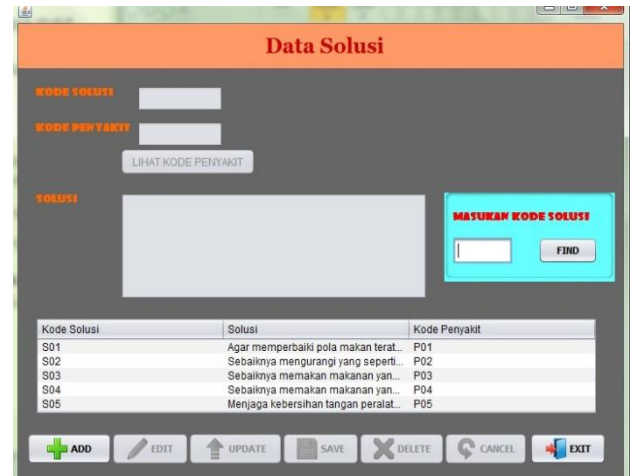 Data Solusi
KODE SOLUSI
KODE PENYAKIT
LIHAT KODE PENYAKIT
SOLUSI
MASUKAN KODE SOLUSI
FIND
Kode Solusi Solusi Kode Penyakit
S01 Agar memperbaiki pola makan terat... P01
S02 Sebaiknya mengurangi yang seperti... P02
S03 Sebaiknya memakan makanan yan... P03
S04 Sebaiknya memakan makanan yan... P04
S05 Menjaga kebersihan tangan peralat... P05
ADD EDIT UPDATE SAVE DELETE CANCEL EXIT